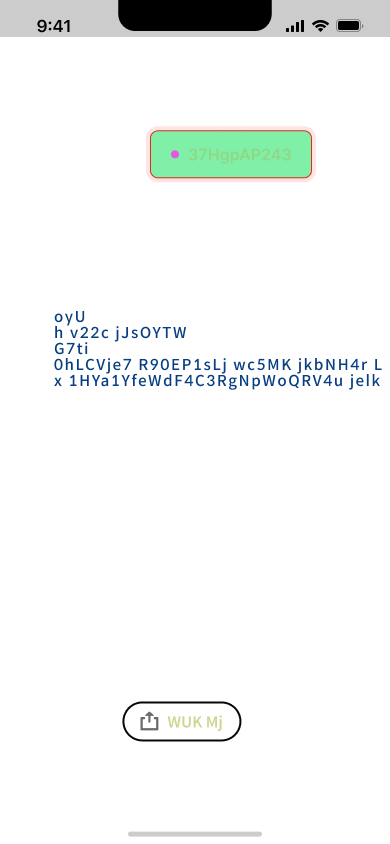 9:41
37HgpAP243
oyU
h v22c jJsOYTW
G7ti
0hLCVje7 R90EP1sLj wc5MK jkbNH4r L
x 1HYa1YfeWdF4C3RgNpWoQRV4u jelk
WUK Mj